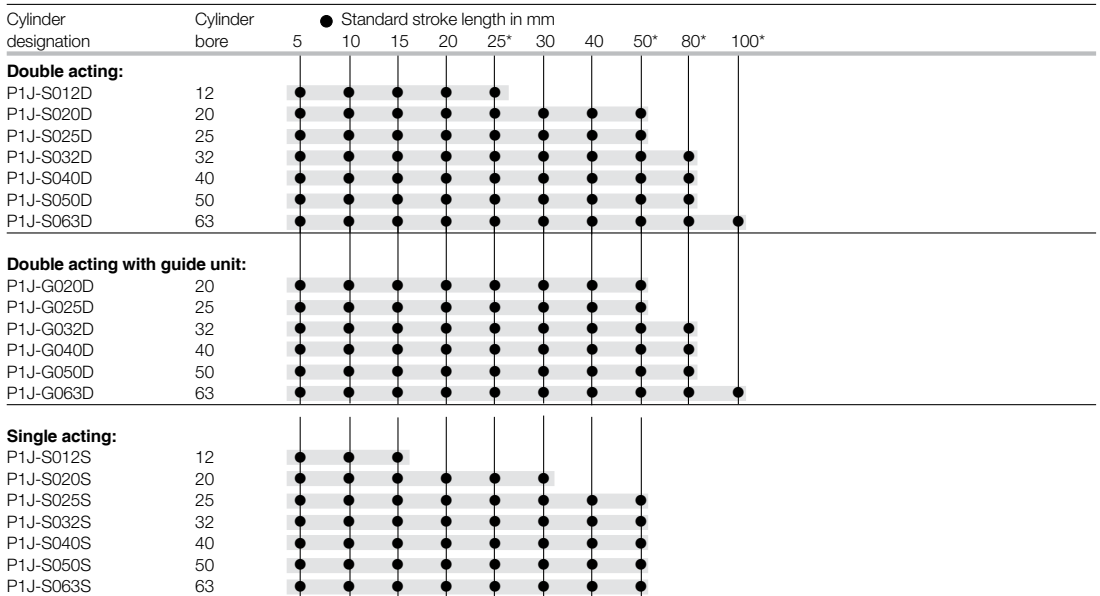 Cylinder Cylinder ● Standard stroke length in mm
designation bore 5 10 15 20 25* 30 40 50* 80* 100*
Double acting:
P1J-S012D 12
P1J-S020D 20
P1J-S025D 25
P1J-S032D 32
P1J-S040D 40
P1J-S050D 50
P1J-S063D 63
Double acting with guide unit:
P1J-G020D 20
P1J-G025D 25
P1J-G032D 32
P1J-G040D 40
P1J-G050D 50
P1J-G063D 63
Single acting:
P1J-S012S 12
P1J-S020S 20
P1J-S025S 25
P1J-S032S 32
P1J-S040S 40
P1J-S050S 50
P1J-S063S 63